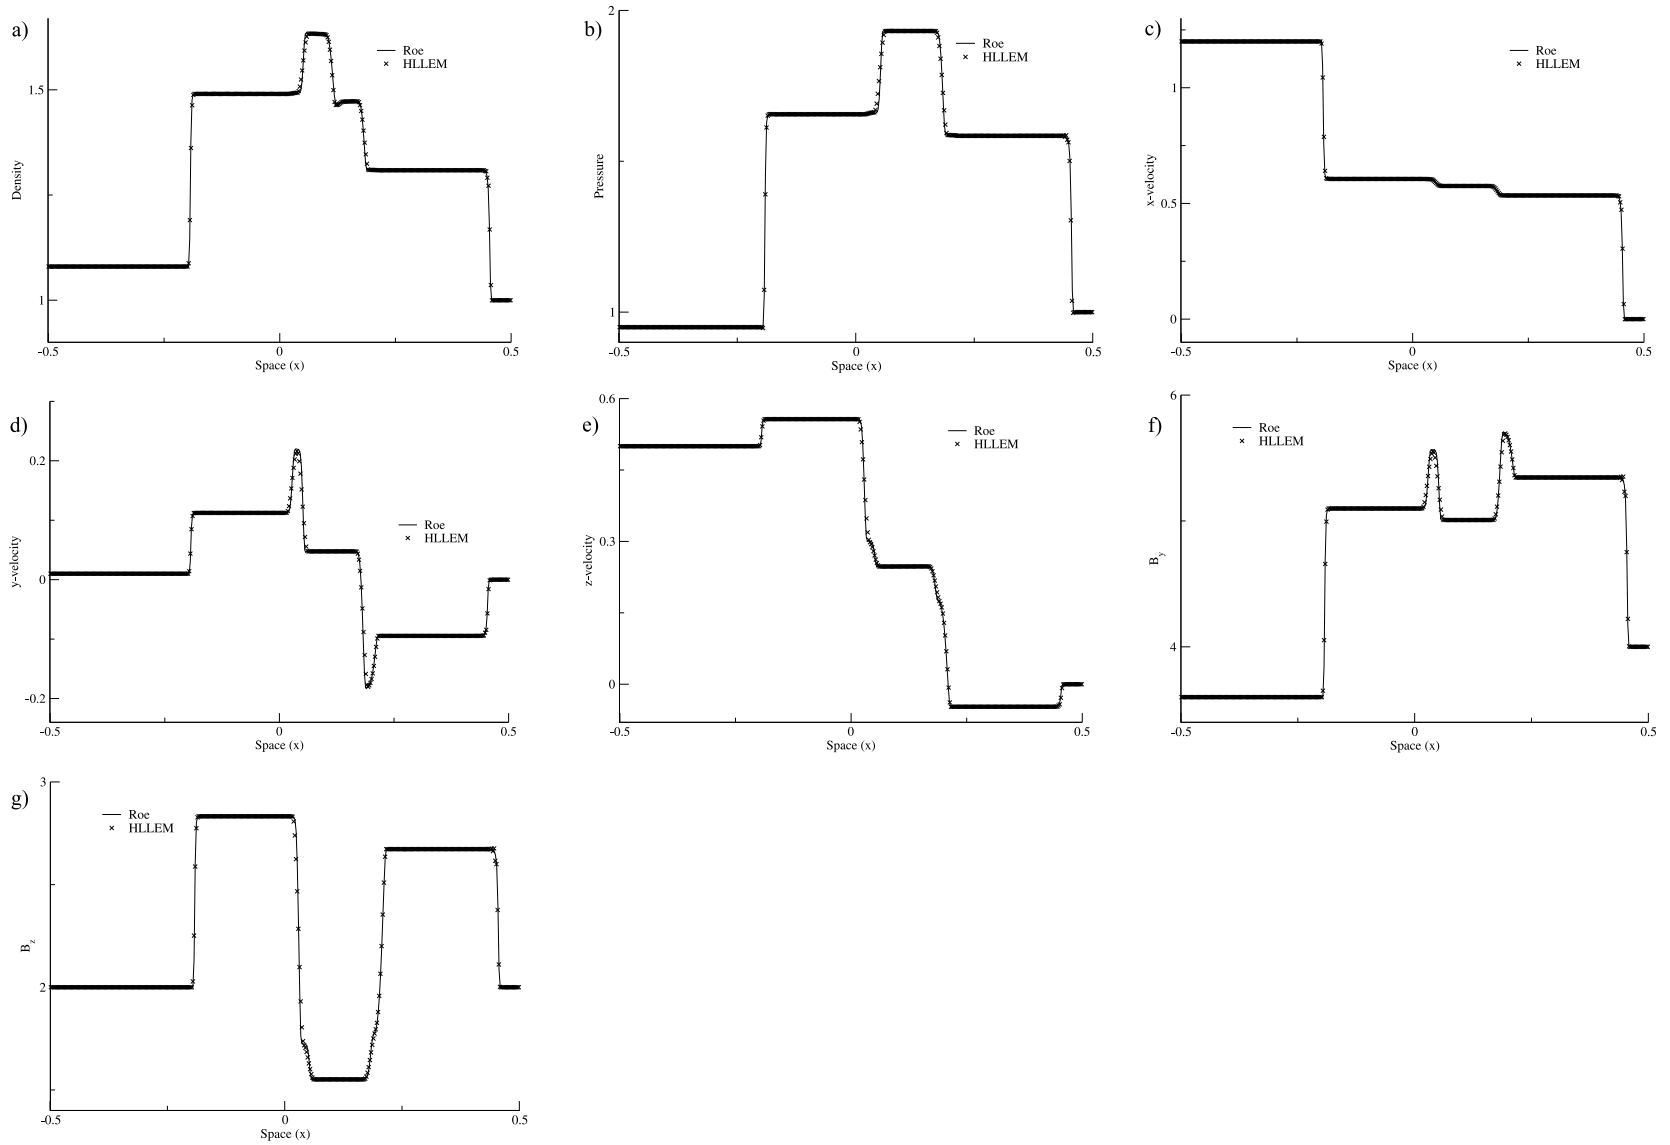 a)
Roe
HLLEM
1.5
1
Density
-0.5
0
0.5
Space (x)
b)
2
Roe
HLLEM
Pressure
1
-0.5
0
0.5
Space (x)
c)
Roe
HLLEM
1
x-velocity
0.5
0
-0.5
0
0.5
Space (x)
d)
0.2
Roe
HLLEM
y-velocity
0
-0.2
-0.5
0
0.5
Space (x)
e)
0.6
Roe
HLLEM
0.3
z-velocity
0
-0.5
0
0.5
Space (x)
f)
6
Roe
HLLEM
B_y
4
-0.5
0
0.5
Space (x)
g)
3
Roe
HLLEM
B_z
2
-0.5
0
0.5
Space (x)